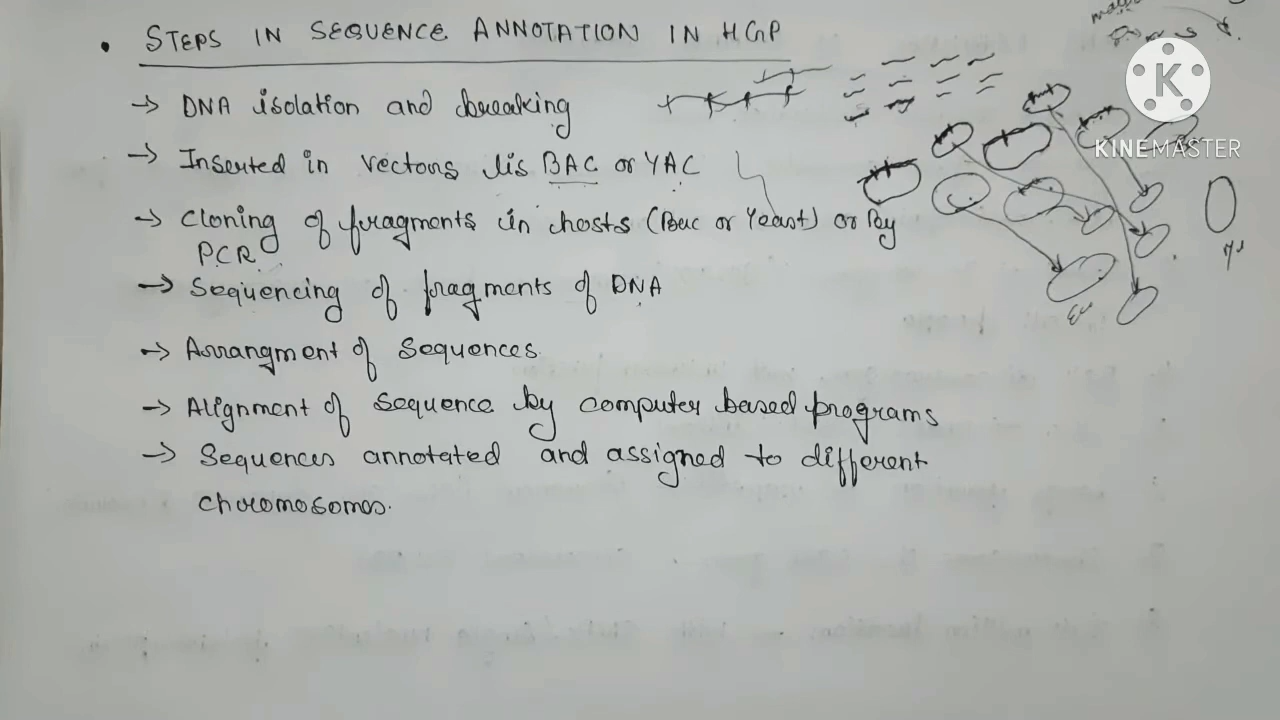 • STEPS IN SEQUENCE ANNOTATION IN HGP
→ DNA isolation and breaking
→ Inserted in vectors BAC or YAC
→ Cloning of fragments in hosts (Bac or Yeast) or By
PCR
→ Sequencing of fragments of DNA
→ Arrangment of Sequences.
→ Alignment of sequence by computer based programs
→ Sequences annotated and assigned to different
chromosomes.
K
KINEMASTER